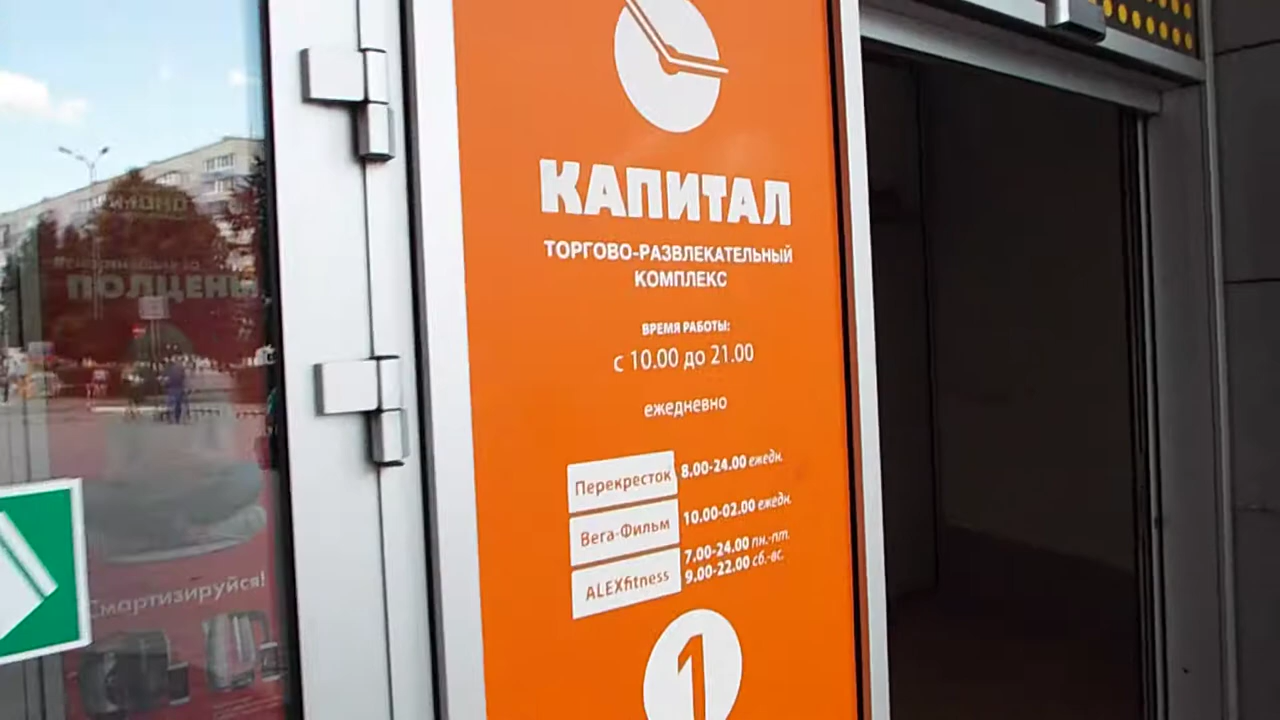 КАПИТАЛ
ТОРГОВО-РАЗВЛЕКАТЕЛЬНЫЙ
КОМПЛЕКС
ВРЕМЯ РАБОТЫ:
с 10.00 до 21.00
ежедневно
Перекресток 8.00-24.00 ежедн.
Вега-Фильм 10.00-02.00 ежедн.
ALEXfitness 7.00-24.00 пн.-пт.
9.00-22.00 сб.-вс.
1
ПОЛЦЕНЫ
Смартизируйся!